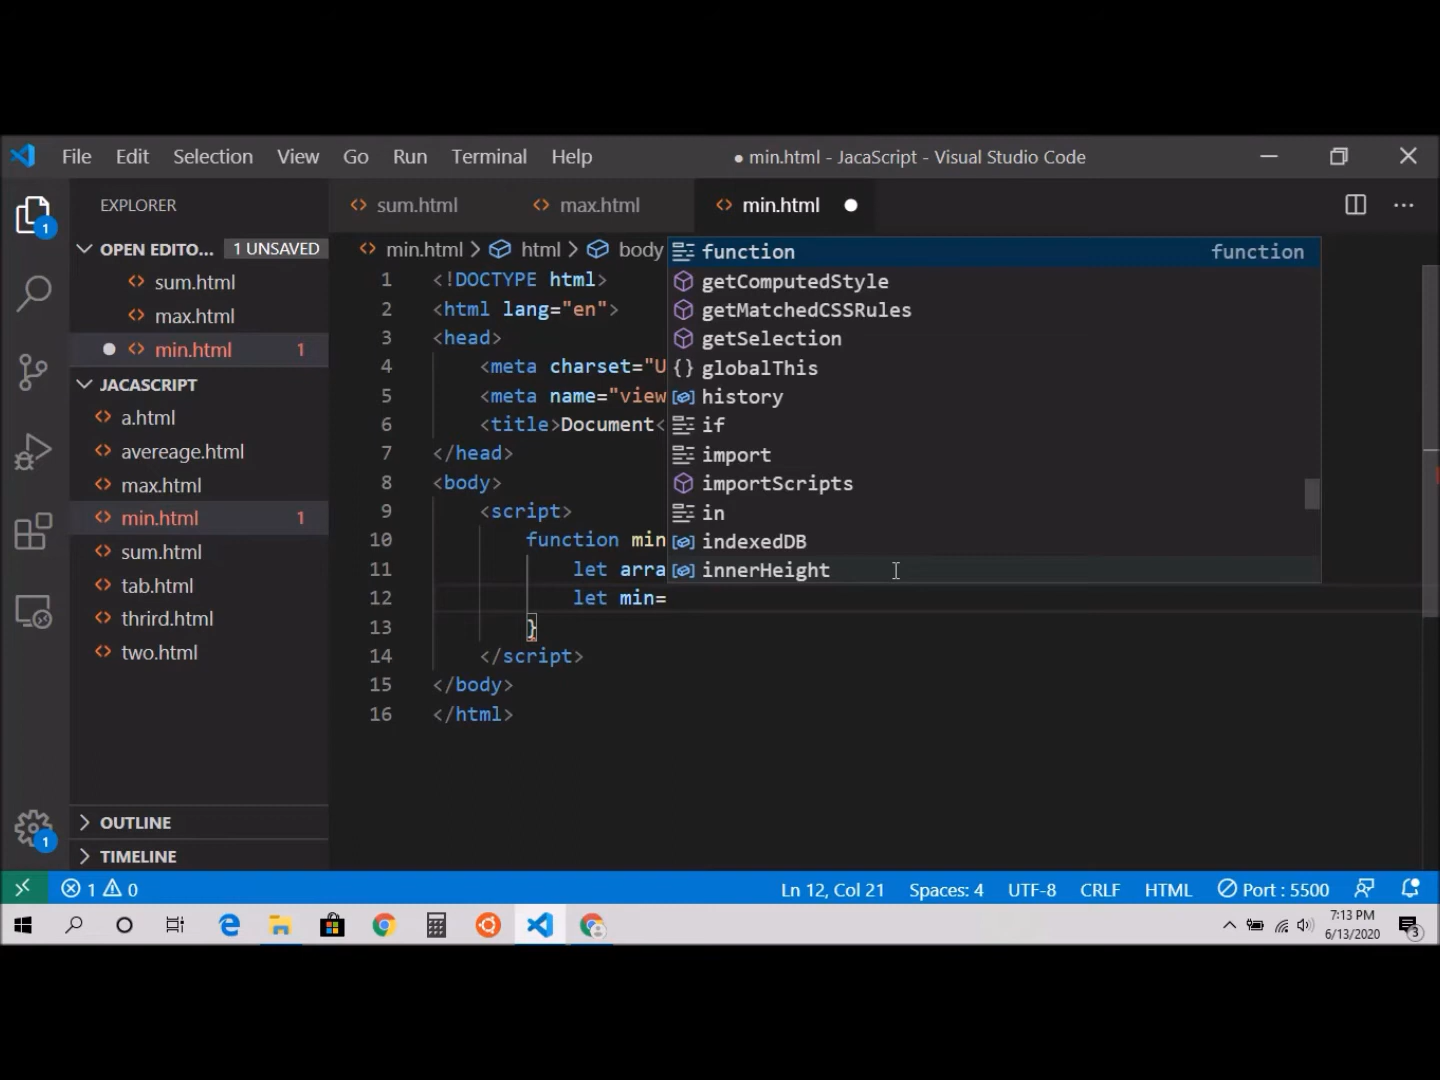 File Edit Selection View Go Run Terminal Help ● min.html - JacaScript - Visual Studio Code
EXPLORER
OPEN EDITO... 1 UNSAVED
sum.html
max.html
min.html 1
JACASCRIPT
a.html
avereage.html
max.html
min.html 1
sum.html
tab.html
thrird.html
two.html
OUTLINE
TIMELINE
sum.html max.html min.html
min.html > html > body
1 <!DOCTYPE html>
2 <html lang="en">
3 <head>
4 <meta charset="U
5 <meta name="view
6 <title>Document<
7 </head>
8 <body>
9 <script>
10 function min
11 let arra
12 let min=
13 }
14 </script>
15 </body>
16 </html>
function function
getComputedStyle
getMatchedCSSRules
getSelection
globalThis
history
if
import
importScripts
in
indexedDB
innerHeight
1
1
1 0 Ln 12, Col 21 Spaces: 4 UTF-8 CRLF HTML Port : 5500
7:13 PM
6/13/2020
3